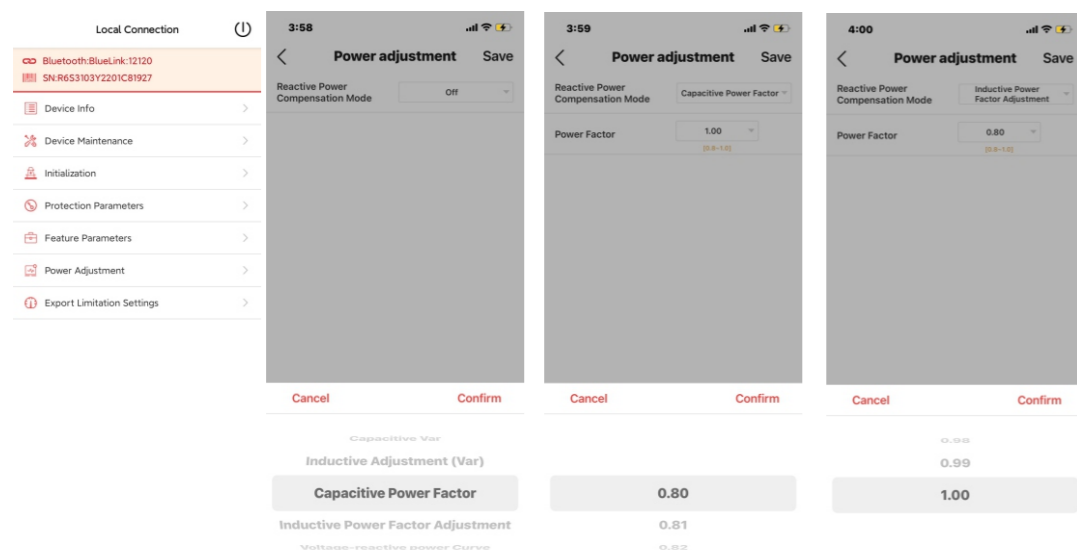 Local Connection
Bluetooth:BlueLink:12120
SN:R6S3103Y2201C81927
Device Info
Device Maintenance
Initialization
Protection Parameters
Feature Parameters
Power Adjustment
Export Limitation Settings
3:58
Power adjustment Save
Reactive Power
Compensation Mode
Off
Cancel Confirm
Capacitive Var
Inductive Adjustment (Var)
Capacitive Power Factor
Inductive Power Factor Adjustment
Voltage-reactive power Curve
3:59
Power adjustment Save
Reactive Power
Compensation Mode
Capacitive Power Factor
Power Factor
1.00
[0.8~1.0]
Cancel Confirm
0.80
0.81
0.82
4:00
Power adjustment Save
Reactive Power
Compensation Mode
Inductive Power
Factor Adjustment
Power Factor
0.80
[0.8~1.0]
Cancel Confirm
0.98
0.99
1.00